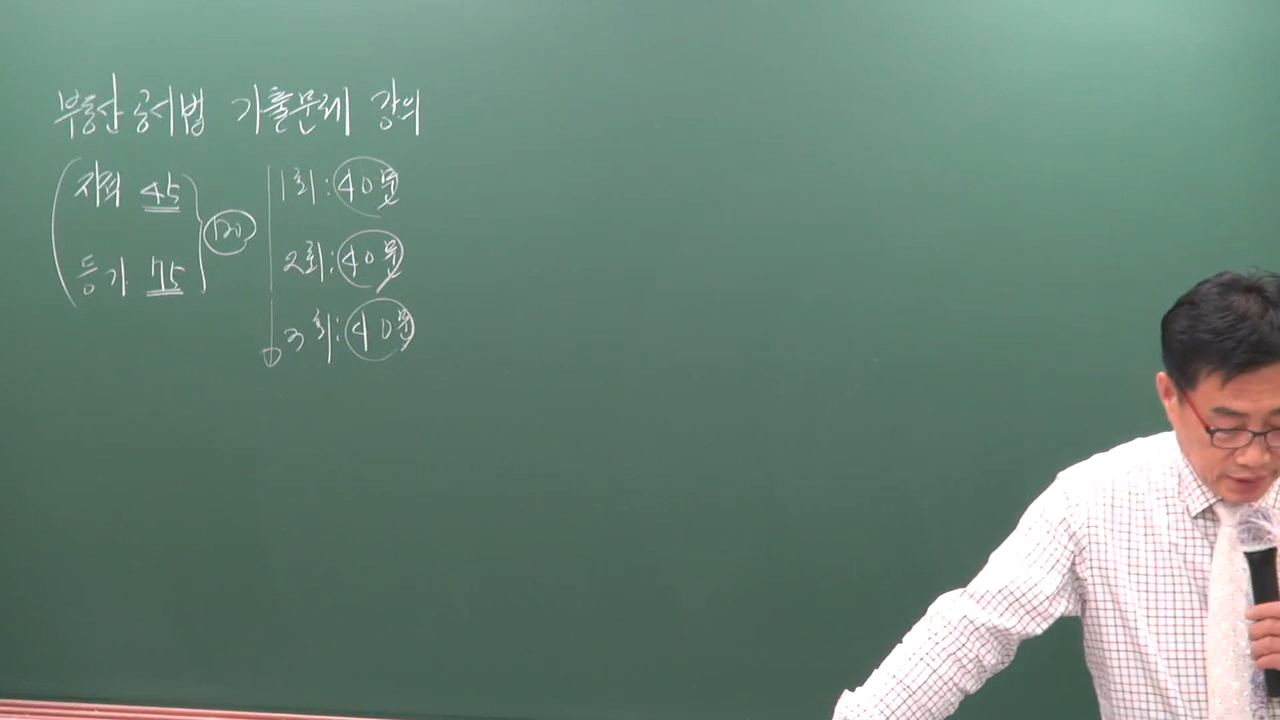 부동산공시법 기출문제 강의
지적 45
등기 75
120
1회: 40문
2회: 40문
3회: 40문